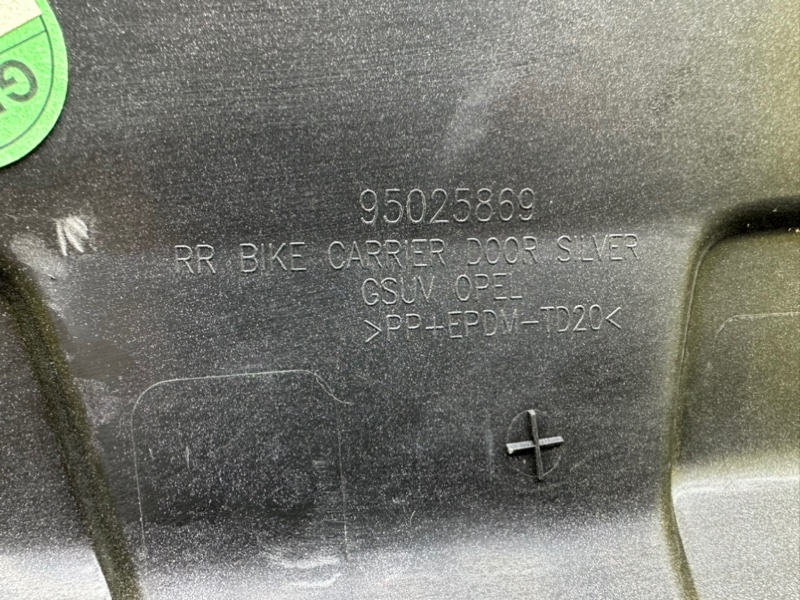 95025869
RR BIKE CARRIER DOOR SILVER
GSUV OPEL
>PP+EPDM-TD20<